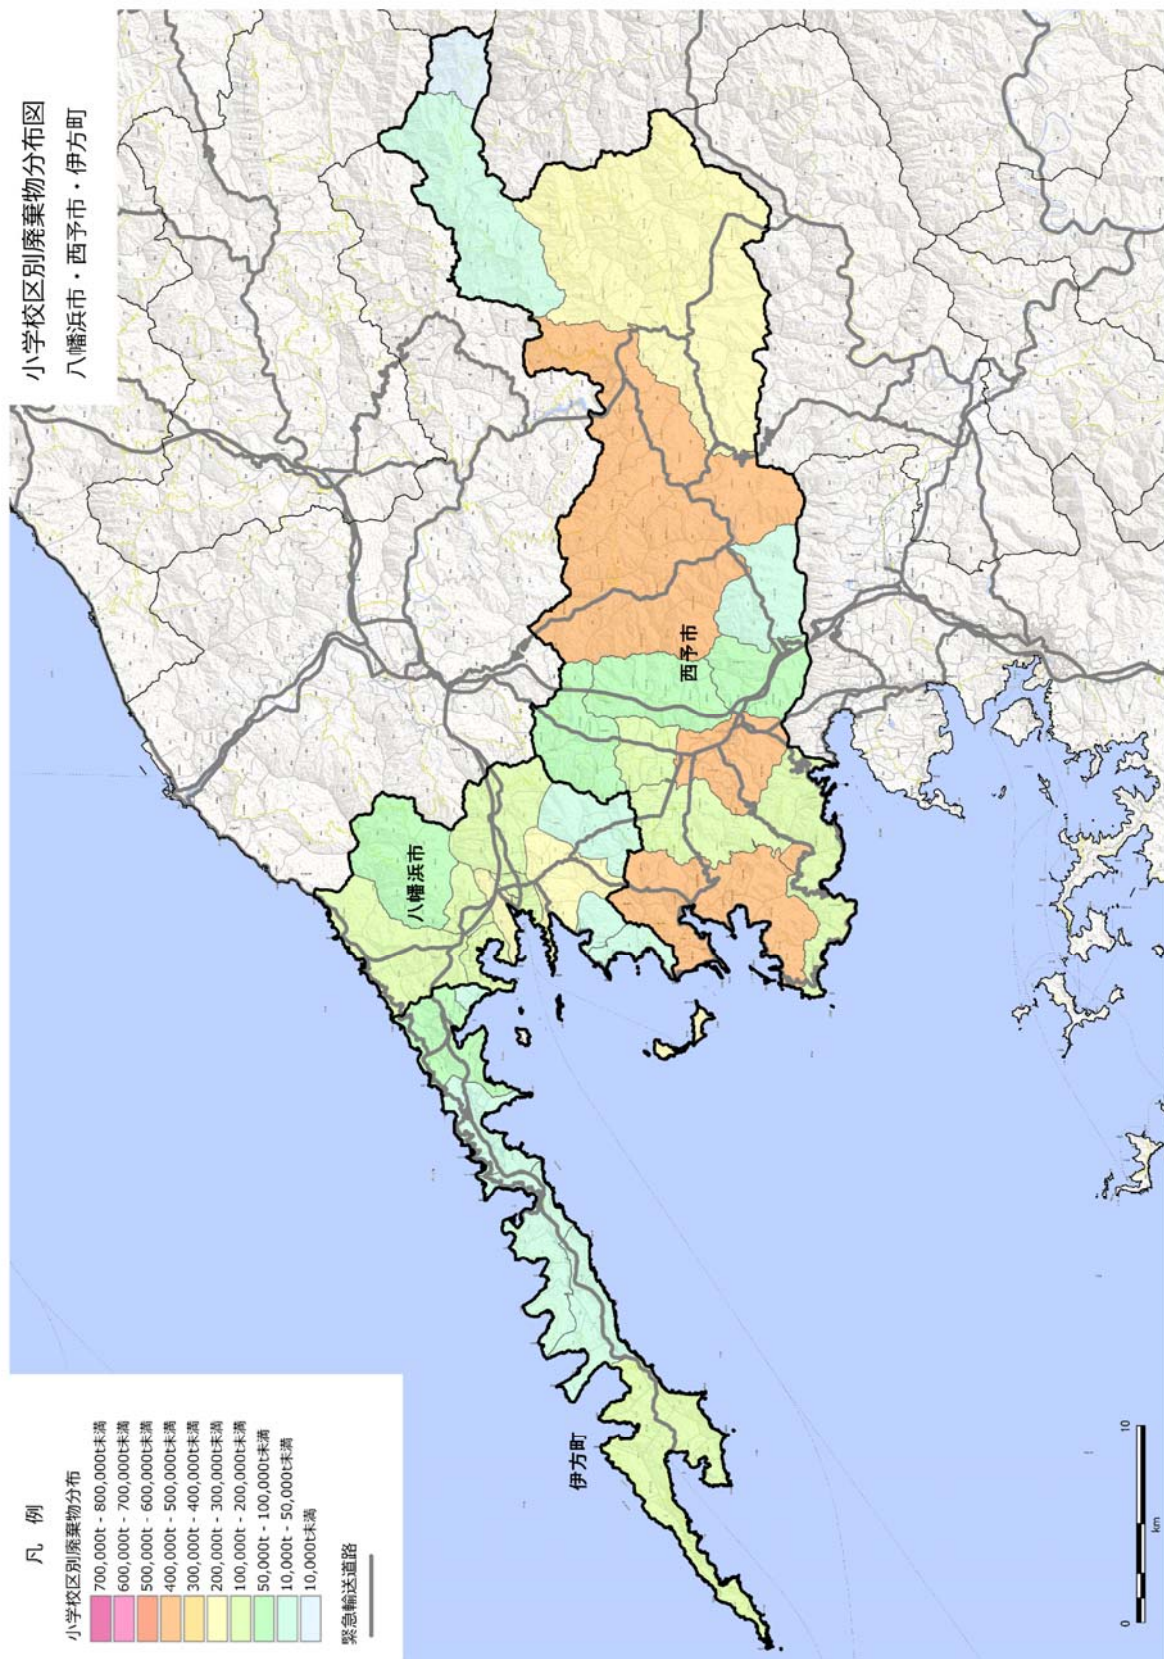 小学校区別廃棄物分布図
八幡浜市・西予市・伊方町
凡 例
小学校区別廃棄物分布
700,000t - 800,000t未満
600,000t - 700,000t未満
500,000t - 600,000t未満
400,000t - 500,000t未満
300,000t - 400,000t未満
200,000t - 300,000t未満
100,000t - 200,000t未満
50,000t - 100,000t未満
10,000t - 50,000t未満
10,000t未満
緊急輸送道路
八幡浜市
西予市
伊方町
0 10
km